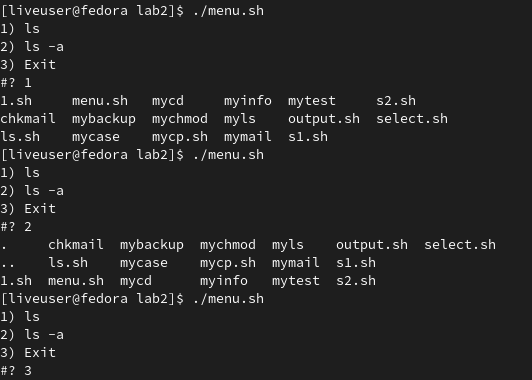 [liveuser@fedora lab2]$ ./menu.sh
1) ls
2) ls -a
3) Exit
#? 1
1.sh     menu.sh   mycd      myinfo  mytest     s2.sh
chkmail  mybackup  mychmod   myls    output.sh  select.sh
ls.sh    mycase    mycp.sh   mymail  s1.sh
[liveuser@fedora lab2]$ ./menu.sh
1) ls
2) ls -a
3) Exit
#? 2
.     chkmail  mybackup  mychmod  myls    output.sh  select.sh
..    ls.sh    mycase    mycp.sh  mymail  s1.sh
1.sh  menu.sh  mycd      myinfo   mytest  s2.sh
[liveuser@fedora lab2]$ ./menu.sh
1) ls
2) ls -a
3) Exit
#? 3